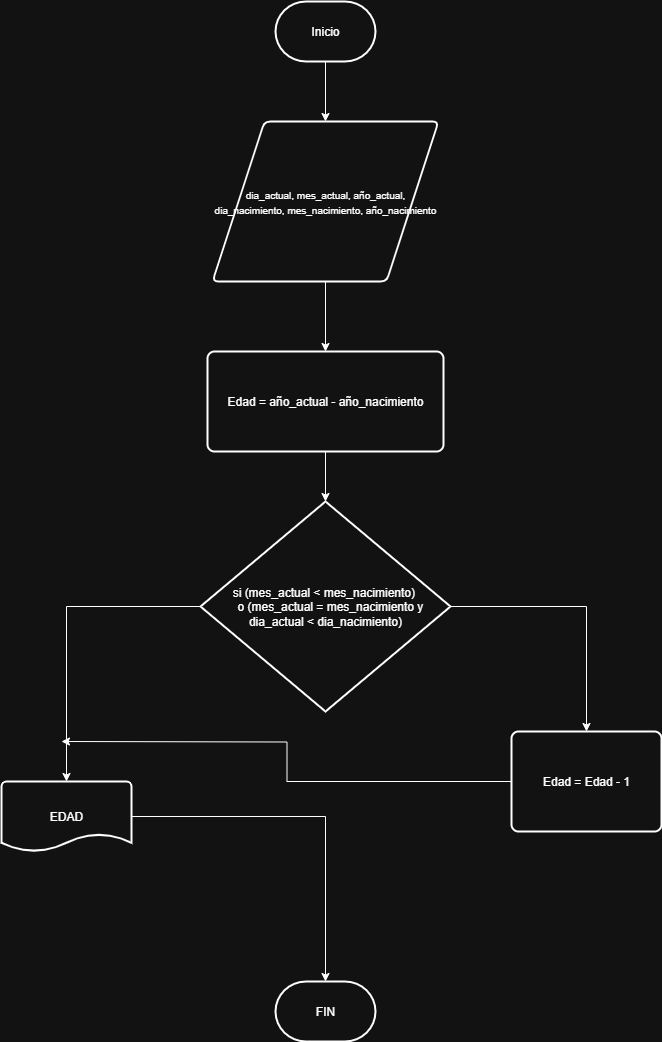 Inicio
dia_actual, mes_actual, año_actual,
dia_nacimiento, mes_nacimiento, año_nacimiento
Edad = año_actual - año_nacimiento
si (mes_actual < mes_nacimiento)
o (mes_actual = mes_nacimiento y
dia_actual < dia_nacimiento)
Edad = Edad - 1
EDAD
FIN